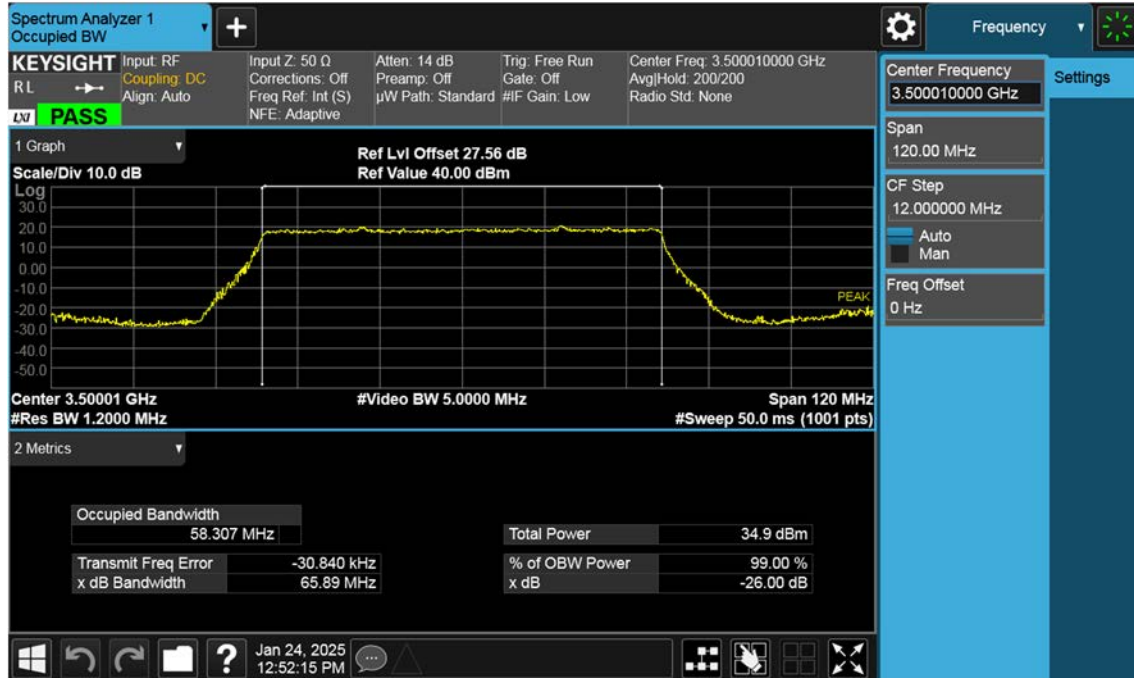 Spectrum Analyzer 1
Occupied BW
Frequency
KEYSIGHT
R L
LXI
PASS
Input: RF
Coupling: DC
Align: Auto
Input Z: 50 Ω
Corrections: Off
Freq Ref: Int (S)
NFE: Adaptive
Atten: 14 dB
Preamp: Off
µW Path: Standard
Trig: Free Run
Gate: Off
#IF Gain: Low
Center Freq: 3.500010000 GHz
Avg|Hold: 200/200
Radio Std: None
Center Frequency
3.500010000 GHz
Settings
Span
120.00 MHz
CF Step
12.000000 MHz
Auto
Man
Freq Offset
0 Hz
1 Graph
Scale/Div 10.0 dB
Ref Lvl Offset 27.56 dB
Ref Value 40.00 dBm
Log
30.0
20.0
10.0
0.00
-10.0
-20.0
-30.0
-40.0
-50.0
PEAK
Center 3.50001 GHz
#Res BW 1.2000 MHz
#Video BW 5.0000 MHz
Span 120 MHz
#Sweep 50.0 ms (1001 pts)
2 Metrics
Occupied Bandwidth
58.307 MHz
Transmit Freq Error -30.840 kHz
x dB Bandwidth 65.89 MHz
Total Power 34.9 dBm
% of OBW Power 99.00 %
x dB -26.00 dB
?
Jan 24, 2025
12:52:15 PM